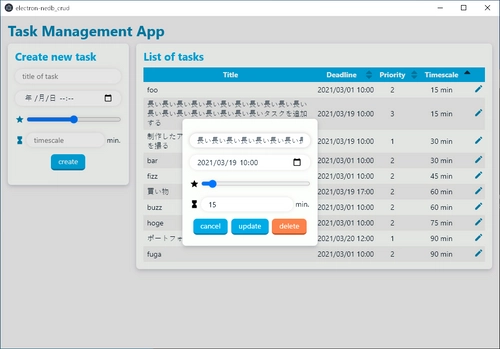 electron-nedb_crud
Task Management App
Create new task
title of task
年 /月/日 --:--
timescale
min.
create
List of tasks
Title Deadline Priority Timescale
foo 2021/03/01 10:00 2 15 min
長い長い長い長い長い長い長い長い長い長い長い
長い長い長い長い長い長い長い長いタスクを追加
する
2021/03/19 10:00 3 15 min
制作したア
を撮る
2021/03/19 10:00 1 30 min
bar 2021/03/01 10:00 2 30 min
fizz 2021/03/01 10:00 2 45 min
買い物 2021/03/19 17:00 2 60 min
buzz 2021/03/01 10:00 2 60 min
hoge 2021/03/01 10:00 2 75 min
ポートフォ 2021/03/20 12:00 1 90 min
fuga 2021/03/01 10:00 2 90 min
長い長い長い長い長い長い長い長
2021/03/19 10:00
15
min.
cancel update delete